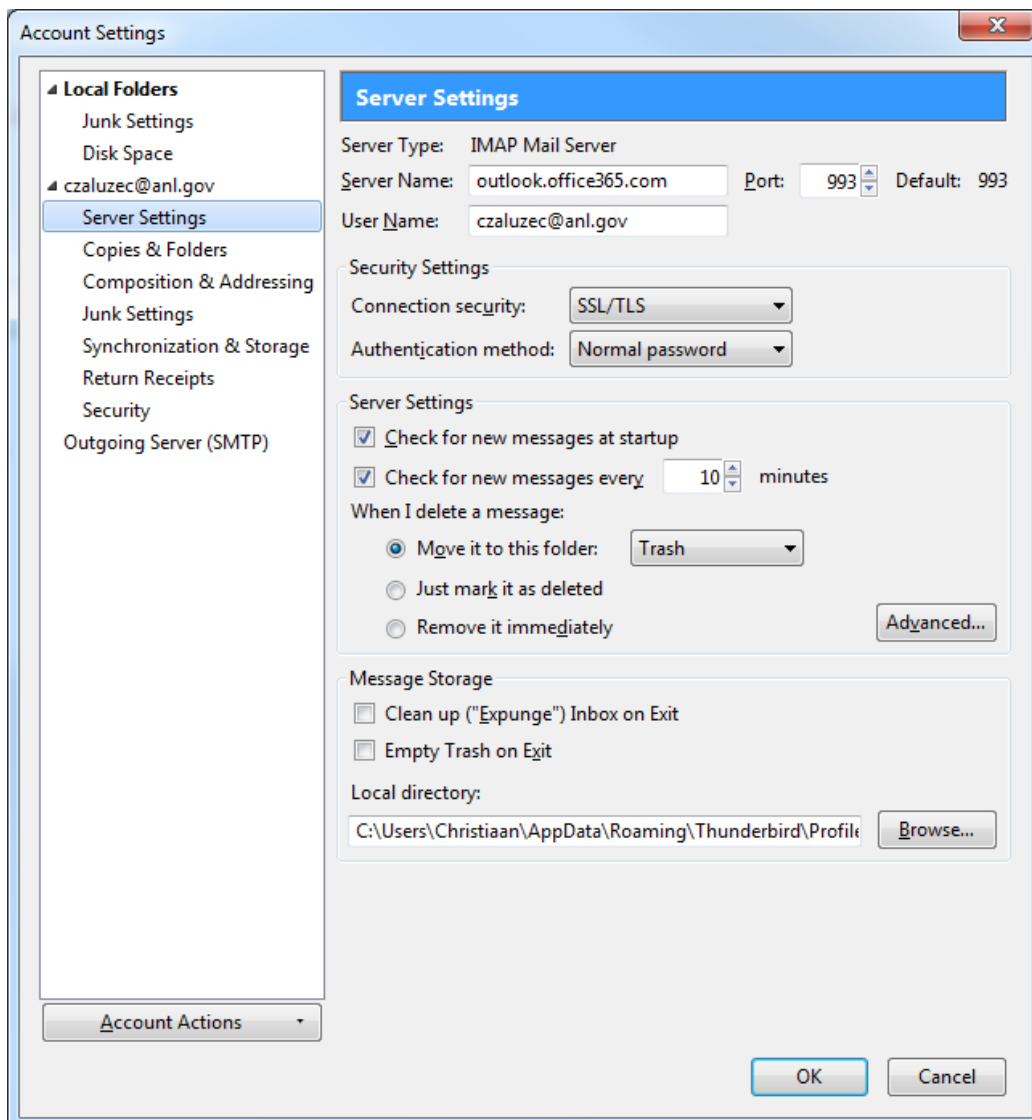 Account Settings
Local Folders
Junk Settings
Disk Space
czaluzec@anl.gov
Server Settings
Copies & Folders
Composition & Addressing
Junk Settings
Synchronization & Storage
Return Receipts
Security
Outgoing Server (SMTP)
Account Actions
Server Settings
Server Type: IMAP Mail Server
Server Name: outlook.office365.com Port: 993 Default: 993
User Name: czaluzec@anl.gov
Security Settings
Connection security: SSL/TLS
Authentication method: Normal password
Server Settings
Check for new messages at startup
Check for new messages every 10 minutes
When I delete a message:
Move it to this folder: Trash
Just mark it as deleted
Remove it immediately
Advanced...
Message Storage
Clean up ("Expunge") Inbox on Exit
Empty Trash on Exit
Local directory:
C:\Users\Christiaan\AppData\Roaming\Thunderbird\Profile Browse...
OK Cancel